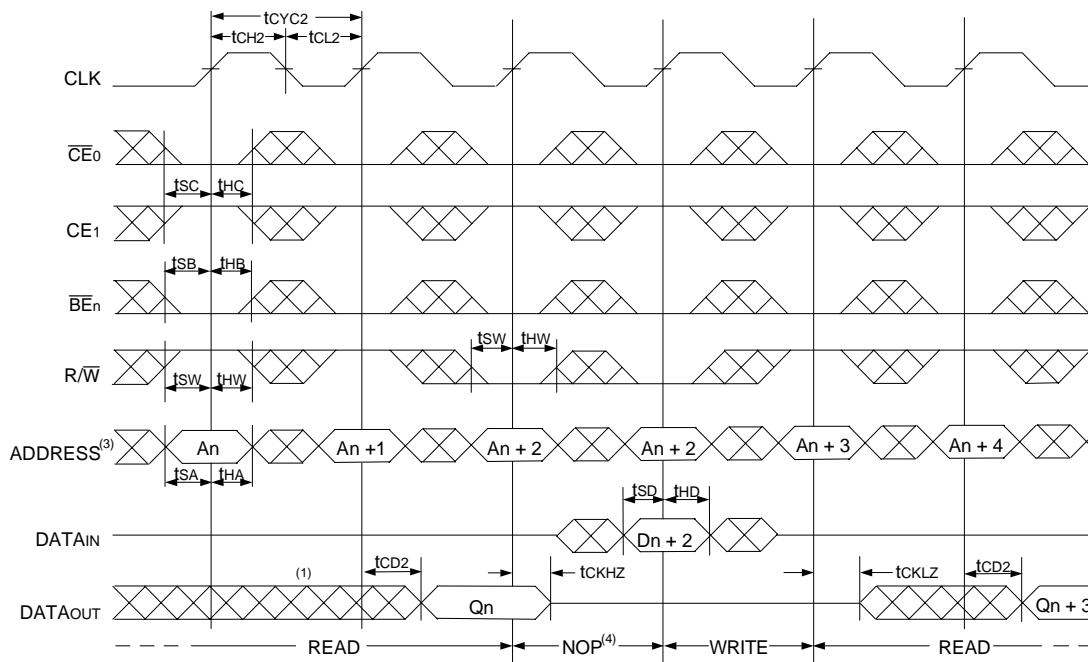 tCYC2
tCH2 tCL2
CLK
CE0
tSC tHC
CE1
tSB tHB
BEn
tSW tHW
R/W
tSW tHW
ADDRESS(3) An An +1 An + 2 An + 2 An + 3 An + 4
tSA tHA
tSD tHD
DATAIN Dn + 2
(1) tCD2 tCKHZ tCKLZ tCD2
DATAOUT Qn Qn + 3
READ NOP(4) WRITE READ